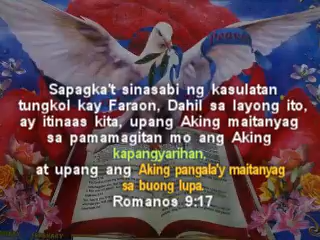 Sapagka't sinasabi ng kasulatan
tungkol kay Faraon, Dahil sa layong ito,
ay itinaas kita, upang Aking maitanyag
sa pamamagitan mo ang Aking
kapangyarihan,
at upang ang Aking pangala'y maitanyag
sa buong lupa.
Romanos 9:17